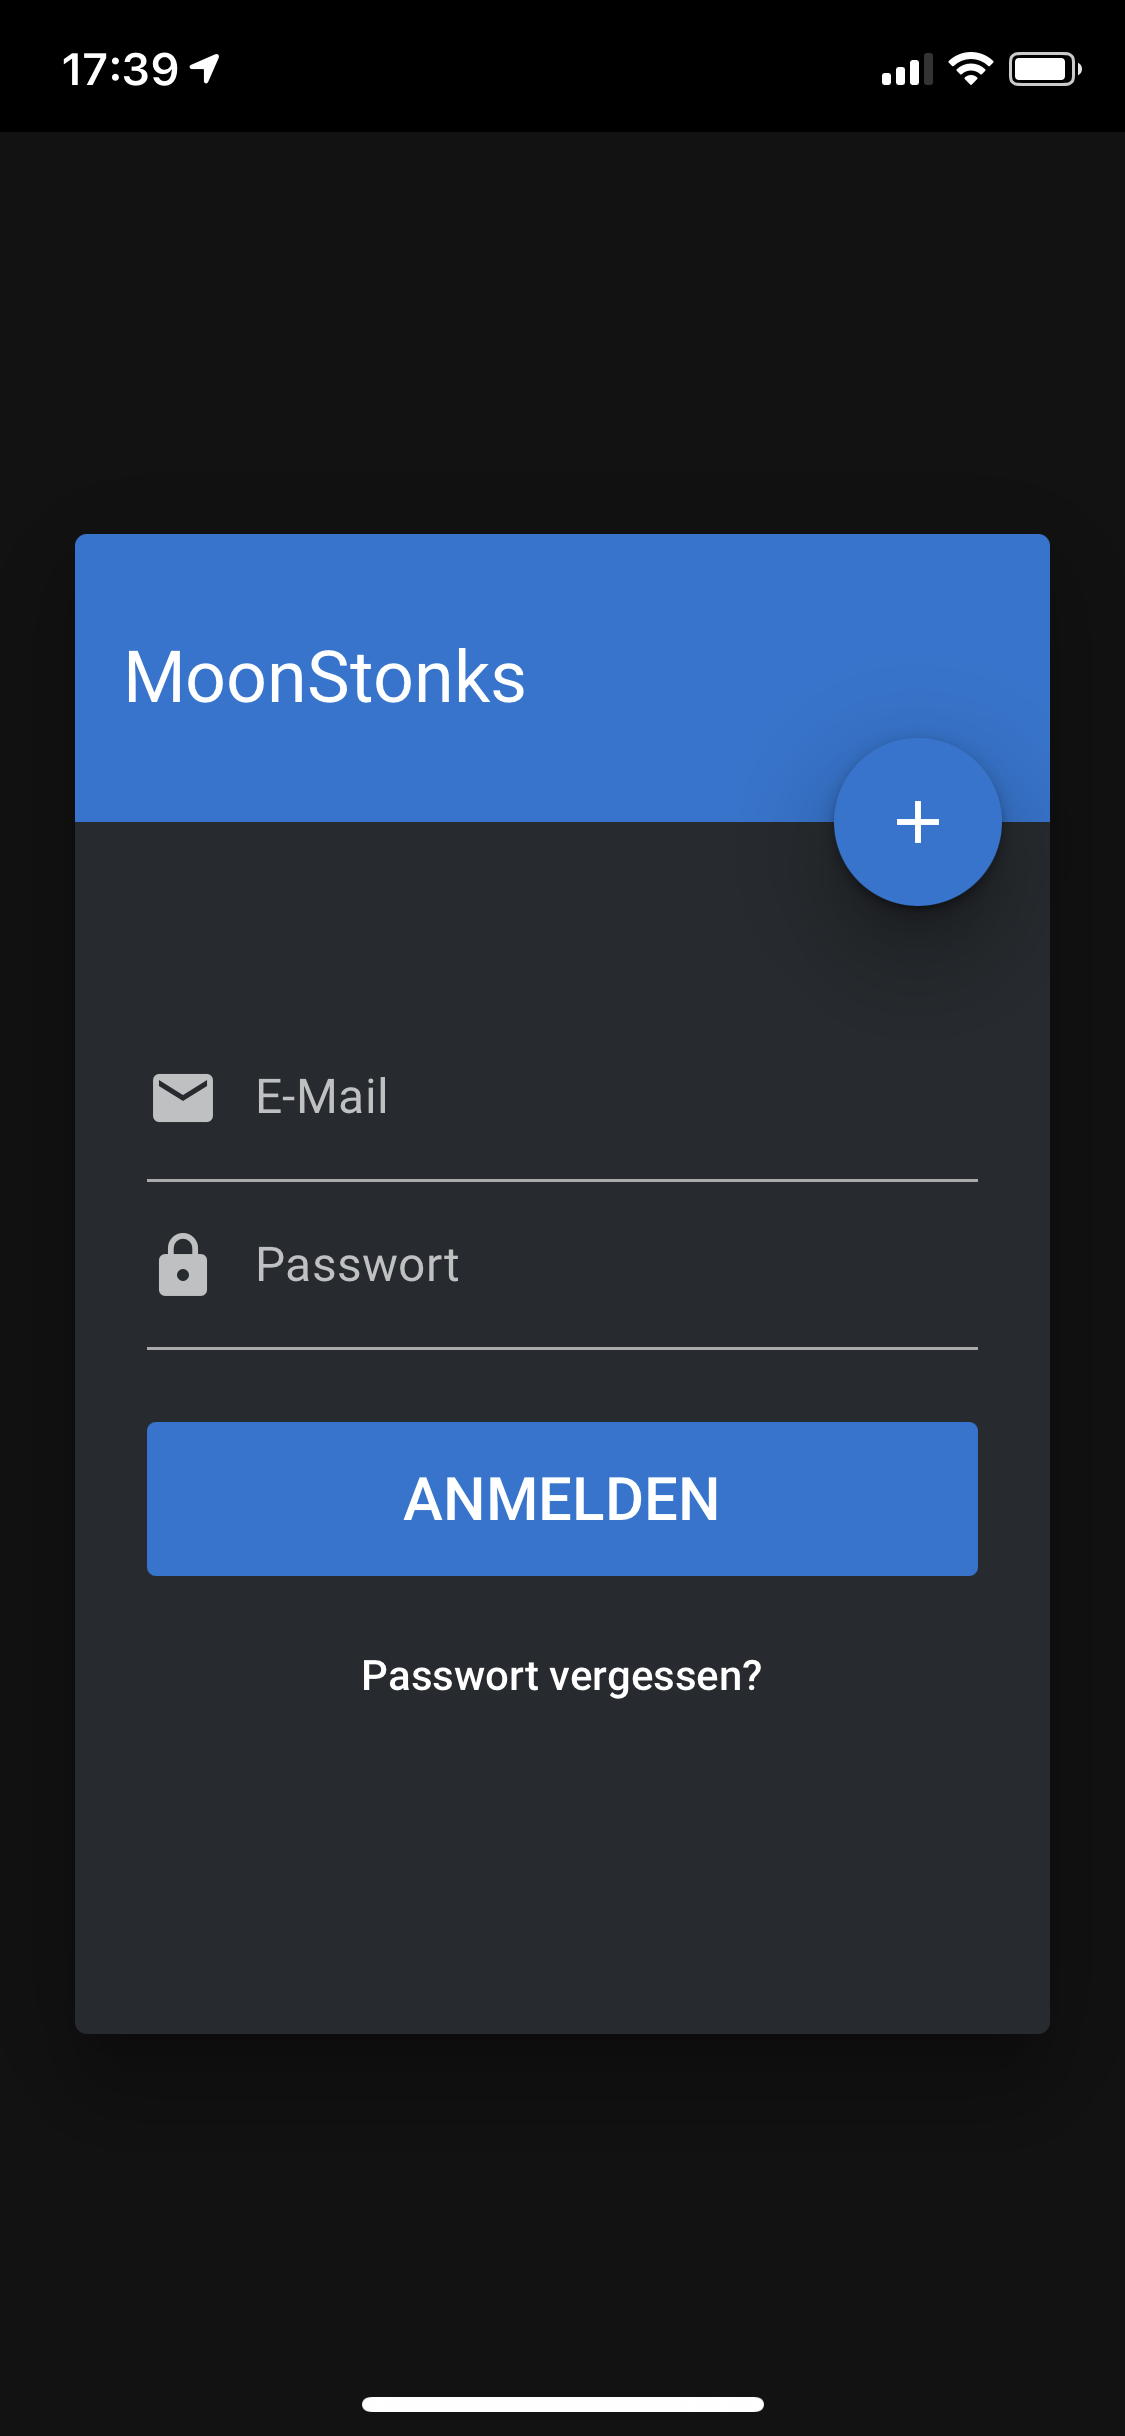 17:39
MoonStonks
E-Mail
Passwort
ANMELDEN
Passwort vergessen?